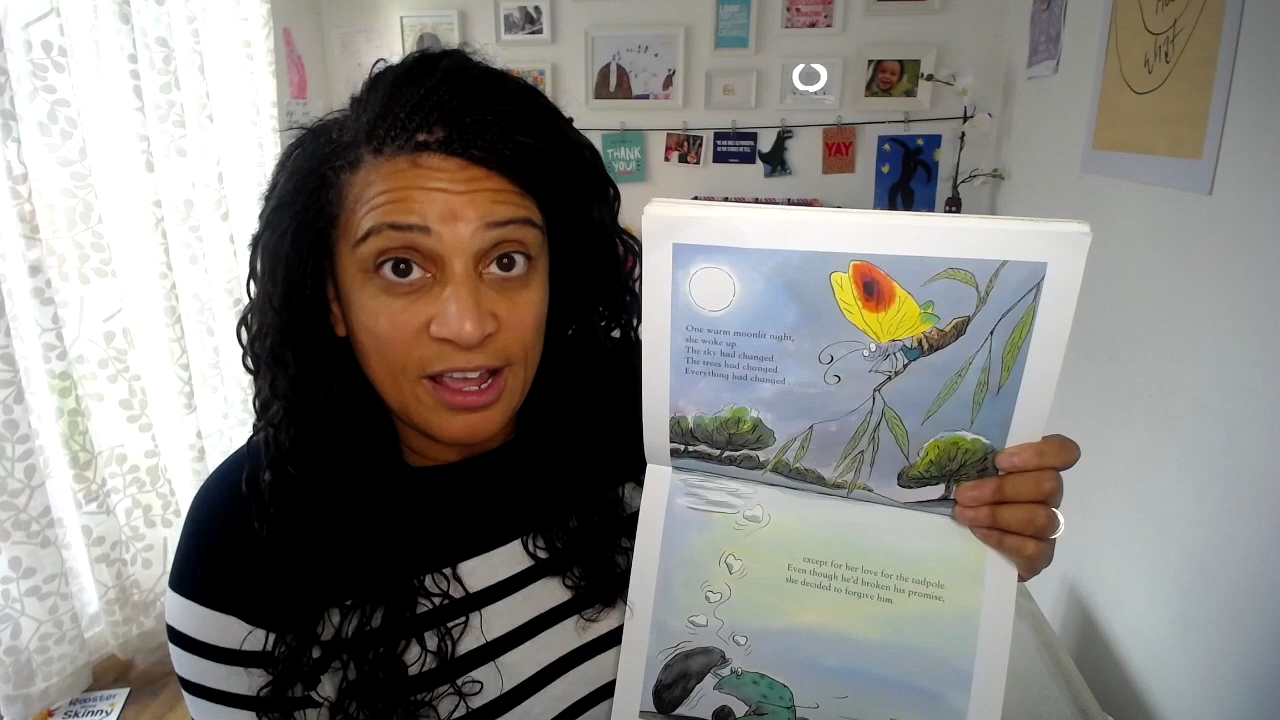 what
THANK
YOU!
YAY
One warm moonlit night,
she woke up.
The sky had changed.
The trees had changed.
Everything had changed
except for her love for the tadpole.
Even though he'd broken his promise,
she decided to forgive him.
Rooster
Skinny